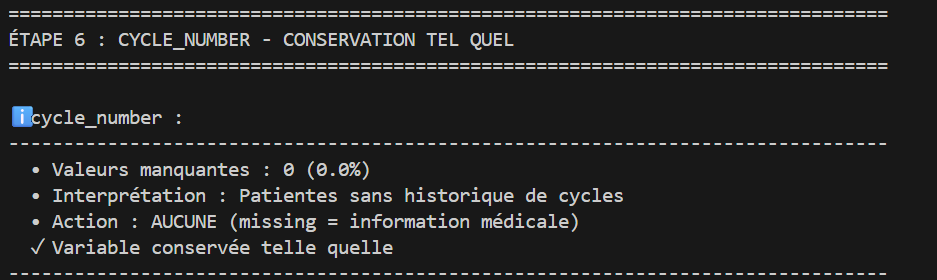 ================================================================================
ÉTAPE 6 : CYCLE_NUMBER - CONSERVATION TEL QUEL
================================================================================
ℹ️cycle_number :
--------------------------------------------------------------------------------
• Valeurs manquantes : 0 (0.0%)
• Interprétation : Patientes sans historique de cycles
• Action : AUCUNE (missing = information médicale)
✓ Variable conservée telle quelle
--------------------------------------------------------------------------------